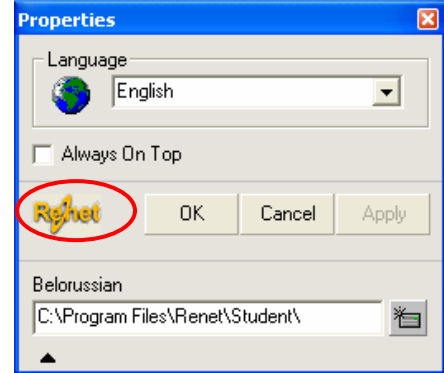 Properties
Language
English
Always On Top
Renet
OK Cancel Apply
Belorussian
C:\Program Files\Renet\Student\